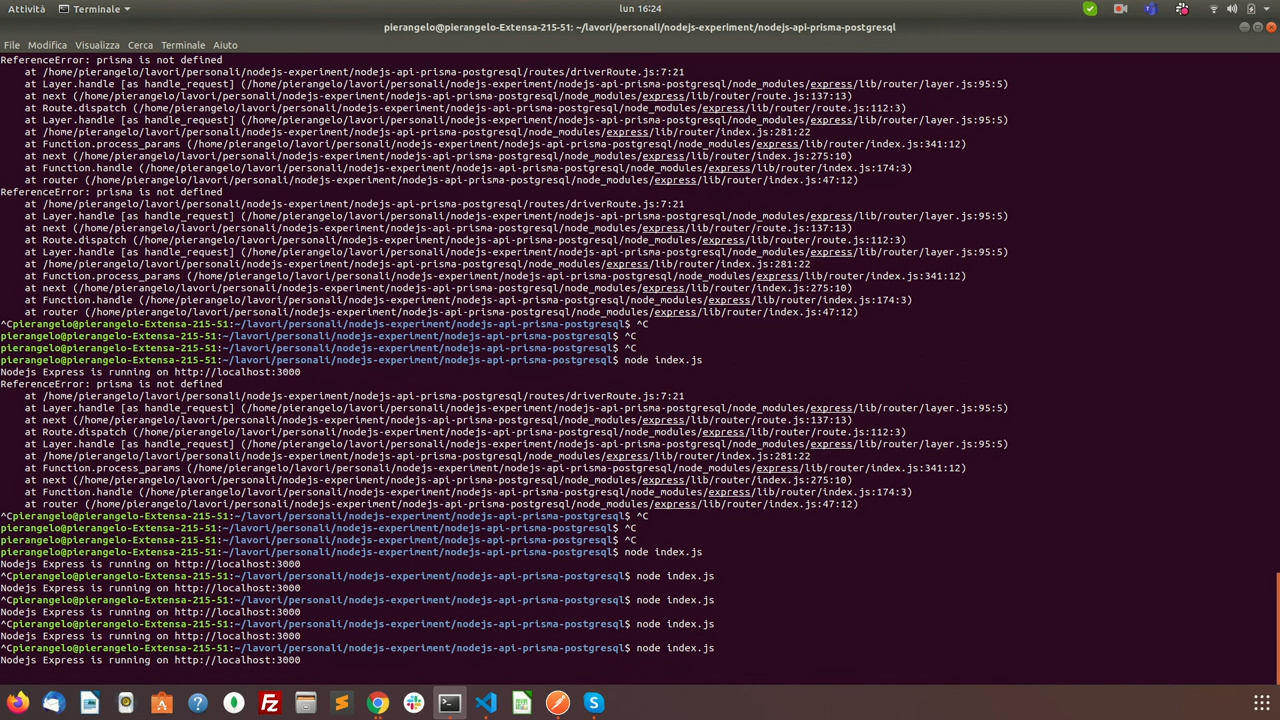 Attività
Terminale
lun 16:24
pierangelo@pierangelo-Extensa-215-51: ~/lavori/personali/nodejs-experiment/nodejs-api-prisma-postgresql
File Modifica Visualizza Cerca Terminale Aiuto
ReferenceError: prisma is not defined
    at /home/pierangelo/lavori/personali/nodejs-experiment/nodejs-api-prisma-postgresql/routes/driverRoute.js:7:21
    at Layer.handle [as handle_request] (/home/pierangelo/lavori/personali/nodejs-experiment/nodejs-api-prisma-postgresql/node_modules/express/lib/router/layer.js:95:5)
    at next (/home/pierangelo/lavori/personali/nodejs-experiment/nodejs-api-prisma-postgresql/node_modules/express/lib/router/route.js:137:13)
    at Route.dispatch (/home/pierangelo/lavori/personali/nodejs-experiment/nodejs-api-prisma-postgresql/node_modules/express/lib/router/route.js:112:3)
    at Layer.handle [as handle_request] (/home/pierangelo/lavori/personali/nodejs-experiment/nodejs-api-prisma-postgresql/node_modules/express/lib/router/layer.js:95:5)
    at /home/pierangelo/lavori/personali/nodejs-experiment/nodejs-api-prisma-postgresql/node_modules/express/lib/router/index.js:281:22
    at Function.process_params (/home/pierangelo/lavori/personali/nodejs-experiment/nodejs-api-prisma-postgresql/node_modules/express/lib/router/index.js:341:12)
    at next (/home/pierangelo/lavori/personali/nodejs-experiment/nodejs-api-prisma-postgresql/node_modules/express/lib/router/index.js:275:10)
    at Function.handle (/home/pierangelo/lavori/personali/nodejs-experiment/nodejs-api-prisma-postgresql/node_modules/express/lib/router/index.js:174:3)
    at router (/home/pierangelo/lavori/personali/nodejs-experiment/nodejs-api-prisma-postgresql/node_modules/express/lib/router/index.js:47:12)
ReferenceError: prisma is not defined
    at /home/pierangelo/lavori/personali/nodejs-experiment/nodejs-api-prisma-postgresql/routes/driverRoute.js:7:21
    at Layer.handle [as handle_request] (/home/pierangelo/lavori/personali/nodejs-experiment/nodejs-api-prisma-postgresql/node_modules/express/lib/router/layer.js:95:5)
    at next (/home/pierangelo/lavori/personali/nodejs-experiment/nodejs-api-prisma-postgresql/node_modules/express/lib/router/route.js:137:13)
    at Route.dispatch (/home/pierangelo/lavori/personali/nodejs-experiment/nodejs-api-prisma-postgresql/node_modules/express/lib/router/route.js:112:3)
    at Layer.handle [as handle_request] (/home/pierangelo/lavori/personali/nodejs-experiment/nodejs-api-prisma-postgresql/node_modules/express/lib/router/layer.js:95:5)
    at /home/pierangelo/lavori/personali/nodejs-experiment/nodejs-api-prisma-postgresql/node_modules/express/lib/router/index.js:281:22
    at Function.process_params (/home/pierangelo/lavori/personali/nodejs-experiment/nodejs-api-prisma-postgresql/node_modules/express/lib/router/index.js:341:12)
    at next (/home/pierangelo/lavori/personali/nodejs-experiment/nodejs-api-prisma-postgresql/node_modules/express/lib/router/index.js:275:10)
    at Function.handle (/home/pierangelo/lavori/personali/nodejs-experiment/nodejs-api-prisma-postgresql/node_modules/express/lib/router/index.js:174:3)
    at router (/home/pierangelo/lavori/personali/nodejs-experiment/nodejs-api-prisma-postgresql/node_modules/express/lib/router/index.js:47:12)
^Cpierangelo@pierangelo-Extensa-215-51:~/lavori/personali/nodejs-experiment/nodejs-api-prisma-postgresql$ ^C
pierangelo@pierangelo-Extensa-215-51:~/lavori/personali/nodejs-experiment/nodejs-api-prisma-postgresql$ ^C
pierangelo@pierangelo-Extensa-215-51:~/lavori/personali/nodejs-experiment/nodejs-api-prisma-postgresql$ ^C
pierangelo@pierangelo-Extensa-215-51:~/lavori/personali/nodejs-experiment/nodejs-api-prisma-postgresql$ node index.js
Nodejs Express is running on http://localhost:3000
ReferenceError: prisma is not defined
    at /home/pierangelo/lavori/personali/nodejs-experiment/nodejs-api-prisma-postgresql/routes/driverRoute.js:7:21
    at Layer.handle [as handle_request] (/home/pierangelo/lavori/personali/nodejs-experiment/nodejs-api-prisma-postgresql/node_modules/express/lib/router/layer.js:95:5)
    at next (/home/pierangelo/lavori/personali/nodejs-experiment/nodejs-api-prisma-postgresql/node_modules/express/lib/router/route.js:137:13)
    at Route.dispatch (/home/pierangelo/lavori/personali/nodejs-experiment/nodejs-api-prisma-postgresql/node_modules/express/lib/router/route.js:112:3)
    at Layer.handle [as handle_request] (/home/pierangelo/lavori/personali/nodejs-experiment/nodejs-api-prisma-postgresql/node_modules/express/lib/router/layer.js:95:5)
    at /home/pierangelo/lavori/personali/nodejs-experiment/nodejs-api-prisma-postgresql/node_modules/express/lib/router/index.js:281:22
    at Function.process_params (/home/pierangelo/lavori/personali/nodejs-experiment/nodejs-api-prisma-postgresql/node_modules/express/lib/router/index.js:341:12)
    at next (/home/pierangelo/lavori/personali/nodejs-experiment/nodejs-api-prisma-postgresql/node_modules/express/lib/router/index.js:275:10)
    at Function.handle (/home/pierangelo/lavori/personali/nodejs-experiment/nodejs-api-prisma-postgresql/node_modules/express/lib/router/index.js:174:3)
    at router (/home/pierangelo/lavori/personali/nodejs-experiment/nodejs-api-prisma-postgresql/node_modules/express/lib/router/index.js:47:12)
^Cpierangelo@pierangelo-Extensa-215-51:~/lavori/personali/nodejs-experiment/nodejs-api-prisma-postgresql$ ^C
pierangelo@pierangelo-Extensa-215-51:~/lavori/personali/nodejs-experiment/nodejs-api-prisma-postgresql$ ^C
pierangelo@pierangelo-Extensa-215-51:~/lavori/personali/nodejs-experiment/nodejs-api-prisma-postgresql$ ^C
pierangelo@pierangelo-Extensa-215-51:~/lavori/personali/nodejs-experiment/nodejs-api-prisma-postgresql$ node index.js
Nodejs Express is running on http://localhost:3000
^Cpierangelo@pierangelo-Extensa-215-51:~/lavori/personali/nodejs-experiment/nodejs-api-prisma-postgresql$ node index.js
Nodejs Express is running on http://localhost:3000
^Cpierangelo@pierangelo-Extensa-215-51:~/lavori/personali/nodejs-experiment/nodejs-api-prisma-postgresql$ node index.js
Nodejs Express is running on http://localhost:3000
^Cpierangelo@pierangelo-Extensa-215-51:~/lavori/personali/nodejs-experiment/nodejs-api-prisma-postgresql$ node index.js
Nodejs Express is running on http://localhost:3000
^Cpierangelo@pierangelo-Extensa-215-51:~/lavori/personali/nodejs-experiment/nodejs-api-prisma-postgresql$ node index.js
Nodejs Express is running on http://localhost:3000